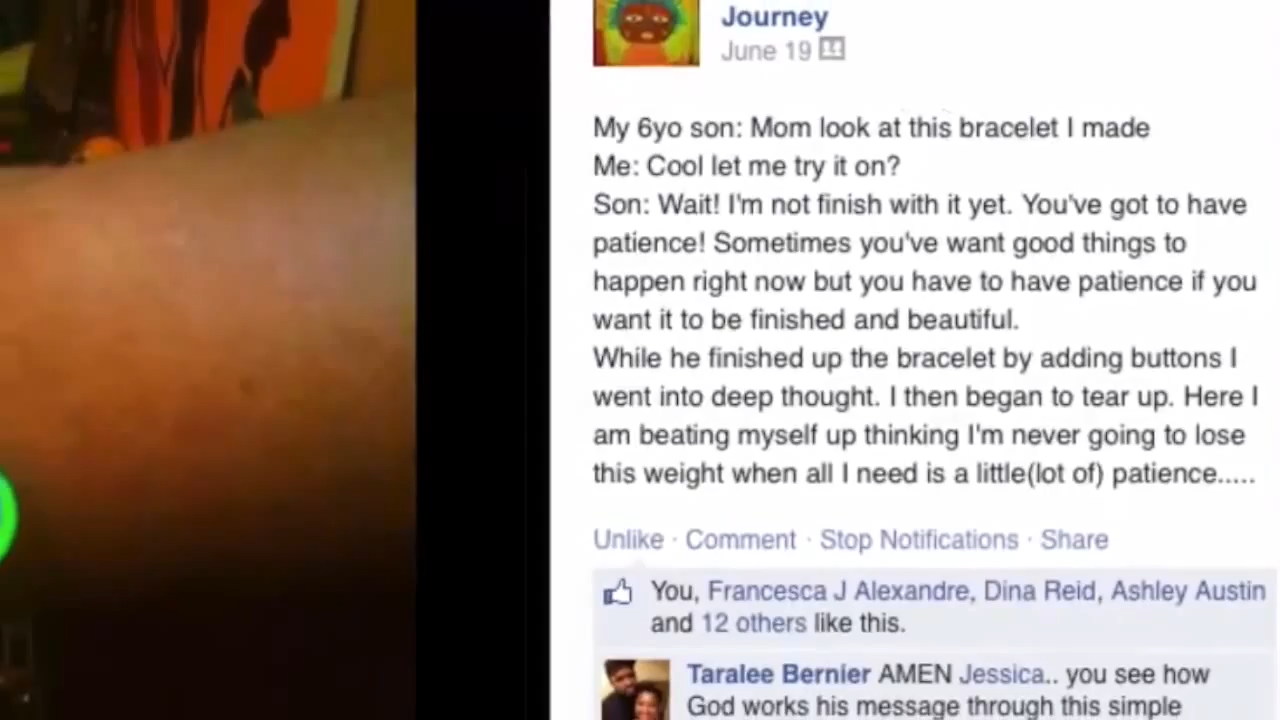 Journey
June 19
My 6yo son: Mom look at this bracelet I made
Me: Cool let me try it on?
Son: Wait! I'm not finish with it yet. You've got to have
patience! Sometimes you've want good things to
happen right now but you have to have patience if you
want it to be finished and beautiful.
While he finished up the bracelet by adding buttons I
went into deep thought. I then began to tear up. Here I
am beating myself up thinking I'm never going to lose
this weight when all I need is a little(lot of) patience.....
Unlike · Comment · Stop Notifications · Share
You, Francesca J Alexandre, Dina Reid, Ashley Austin
and 12 others like this.
Taralee Bernier AMEN Jessica.. you see how
God works his message through this simple